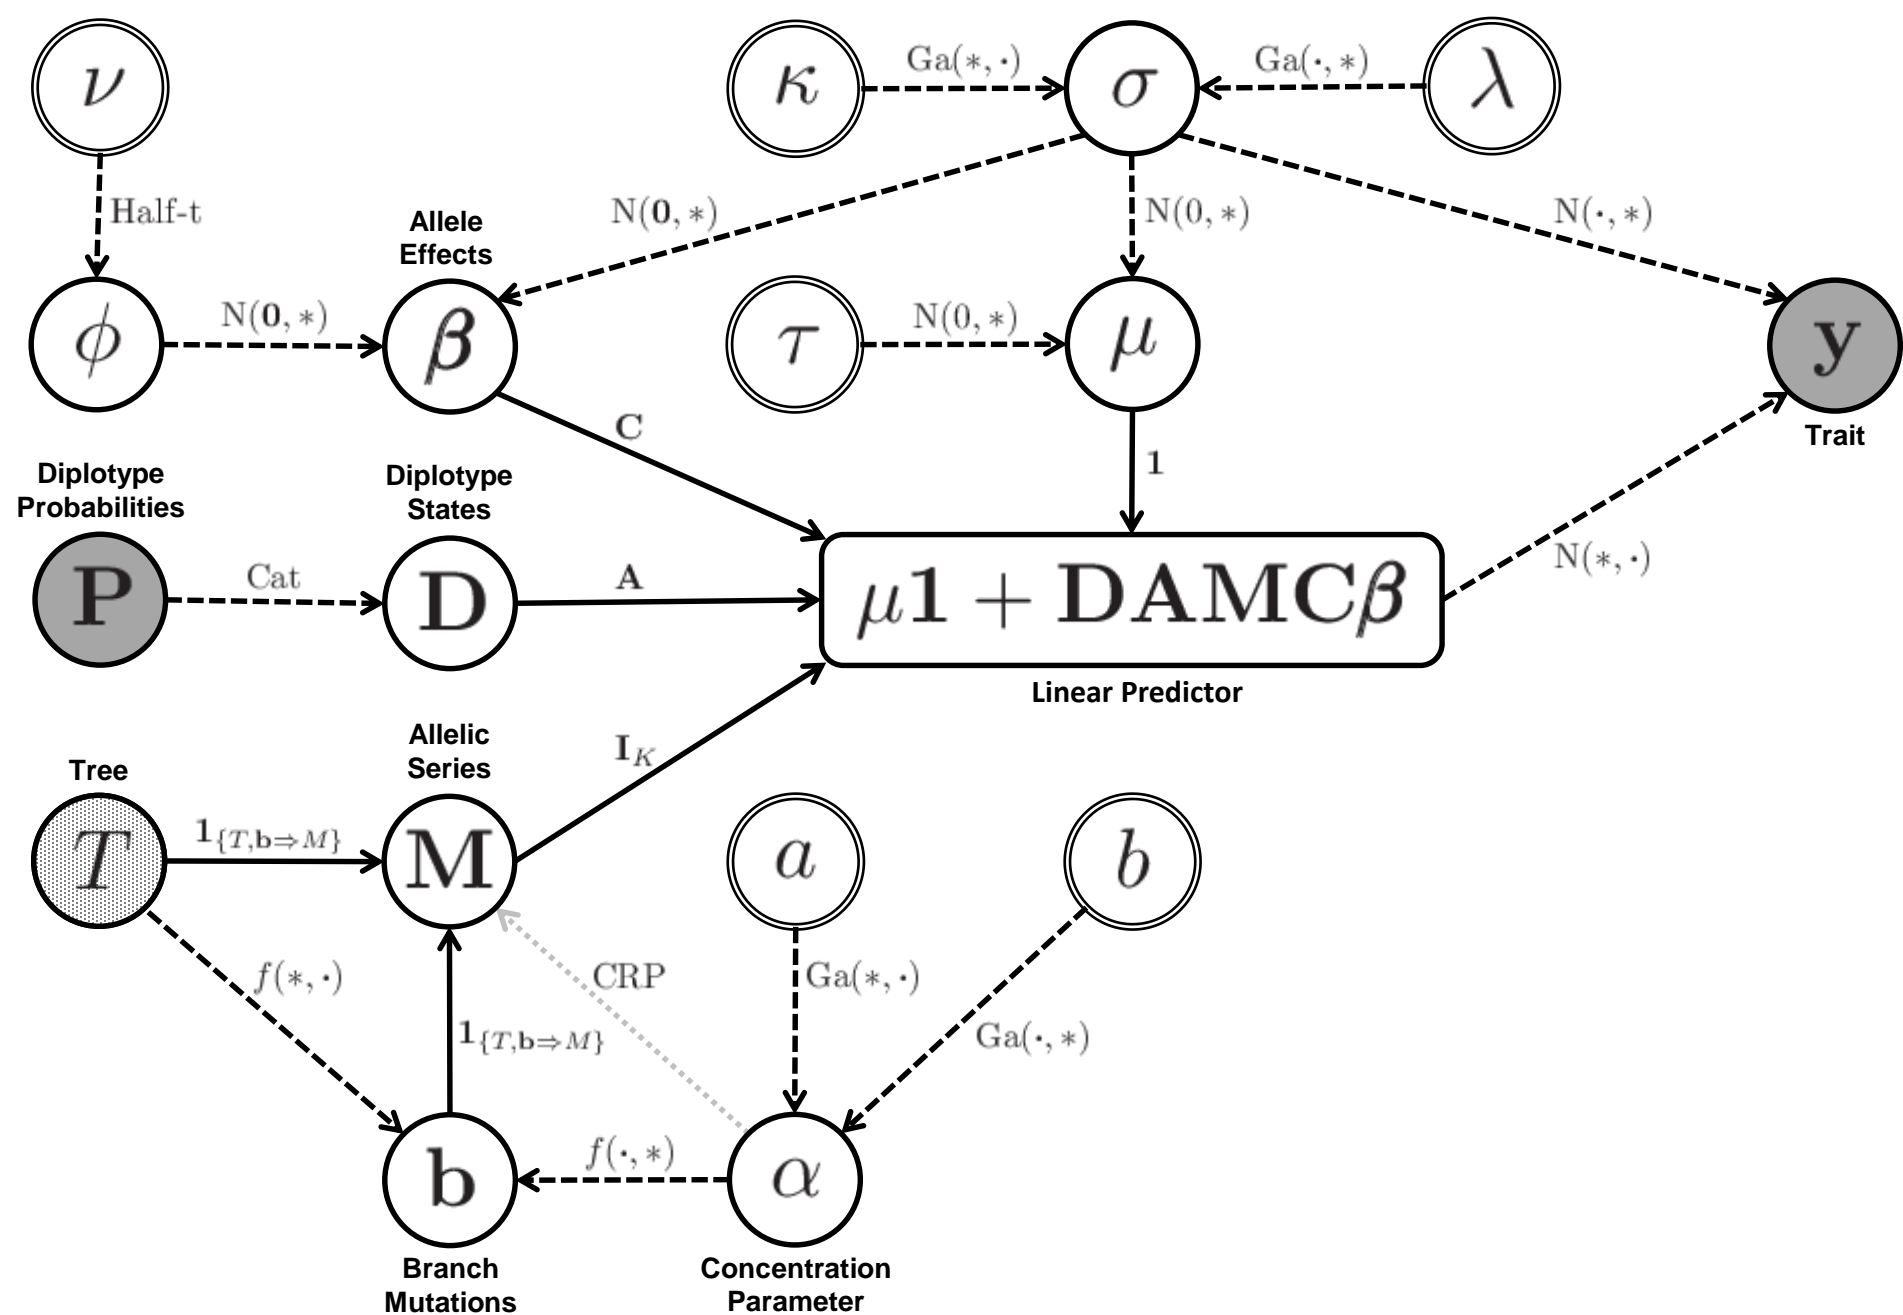 ν
κ
Ga(*, ·)
σ
Ga(·, *)
λ
Half-t
Allele
Effects
N(0, *)
N(0, *)
N(·, *)
ϕ
N(0, *)
β
τ
N(0, *)
μ
y
Trait
C
1
Diplotype
Probabilities
Diplotype
States
P
Cat
D
A
μ1 + DAMCβ
N(*, ·)
Linear Predictor
Tree
Allelic
Series
I_K
T
1_{T,b⇒M}
M
a
b
f(*, ·)
CRP
Ga(*, ·)
1_{T,b⇒M}
Ga(·, *)
b
f(·, *)
α
Branch
Mutations
Concentration
Parameter